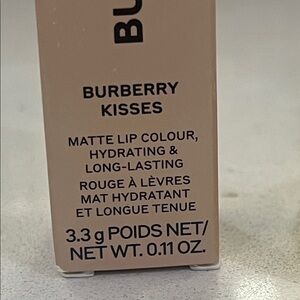 BU
BURBERRY
KISSES
MATTE LIP COLOUR,
HYDRATING &
LONG-LASTING
ROUGE À LÈVRES
MAT HYDRATANT
ET LONGUE TENUE
3.3 g POIDS NET/
NET WT. 0.11 OZ.